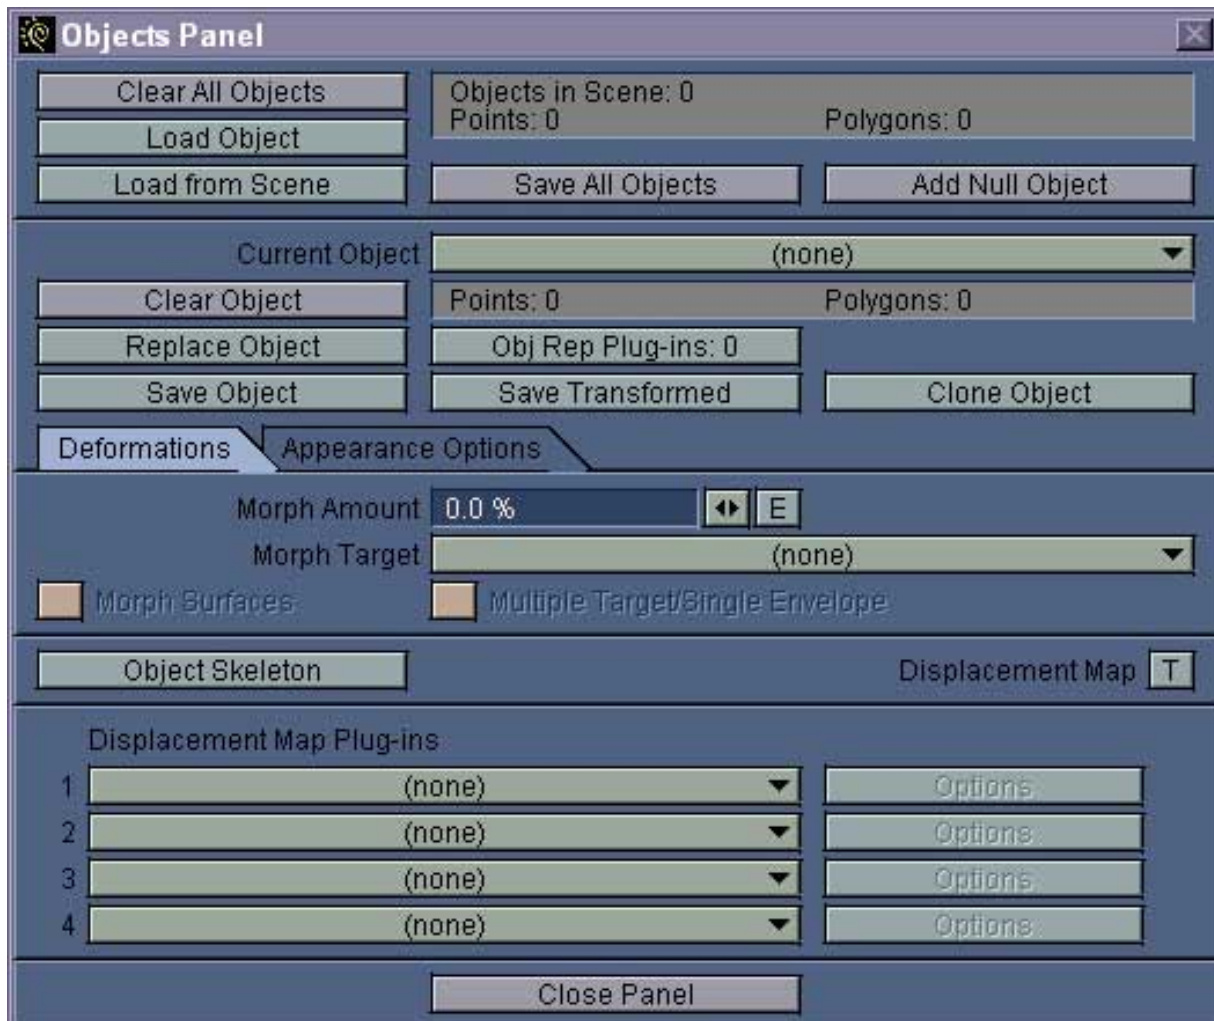 Objects Panel
Clear All Objects
Objects in Scene: 0
Load Object
Points: 0 Polygons: 0
Load from Scene Save All Objects Add Null Object
Current Object (none)
Clear Object Points: 0 Polygons: 0
Replace Object Obj Rep Plug-ins: 0
Save Object Save Transformed Clone Object
Deformations Appearance Options
Morph Amount 0.0 % E
Morph Target (none)
Morph Surfaces Multiple Target/Single Envelope
Object Skeleton Displacement Map T
Displacement Map Plug-ins
1 (none) Options
2 (none) Options
3 (none) Options
4 (none) Options
Close Panel